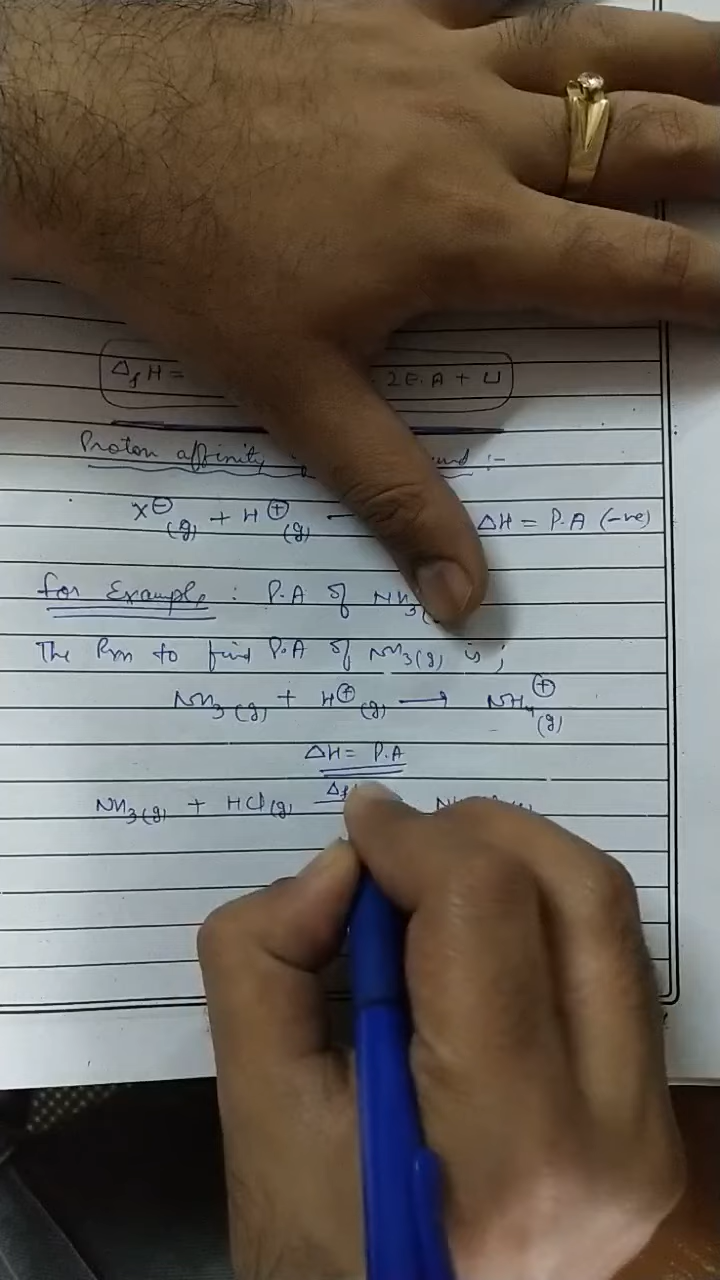 ΔfH = 2E.A + U
Proton affinity :-
X⊖(g) + H⊕(g) ΔH = P.A (-ve)
for Example : P.A of NH3(
The Rxn to find P.A of NH3(g) is ;
NH3(g) + H⊕(g) ⟶ NH4⊕(g)
ΔH = P.A
NH3(g) + HCl(g) Δf